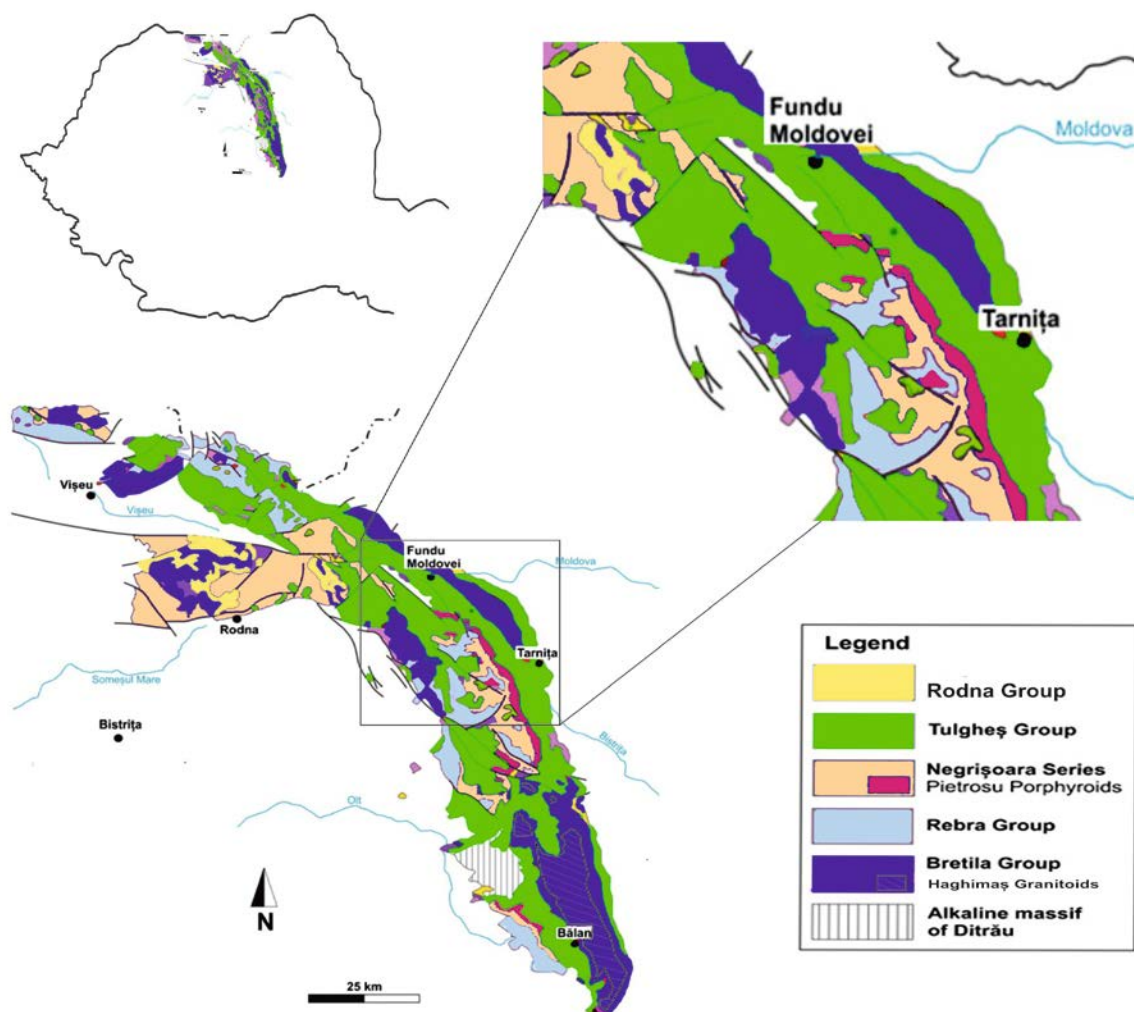 Fundu
Moldovei
Moldova
Tarnița
Vișeu
Vișeu
Fundu
Moldovei
Moldova
Rodna
Tarnița
Someșul Mare
Bistrița
Bistrița
Olt
N
Bălan
25 km
Legend
Rodna Group
Tulgheș Group
Negrișoara Series
Pietrosu Porphyroids
Rebra Group
Bretila Group
Haghimaș Granitoids
Alkaline massif
of Ditrău